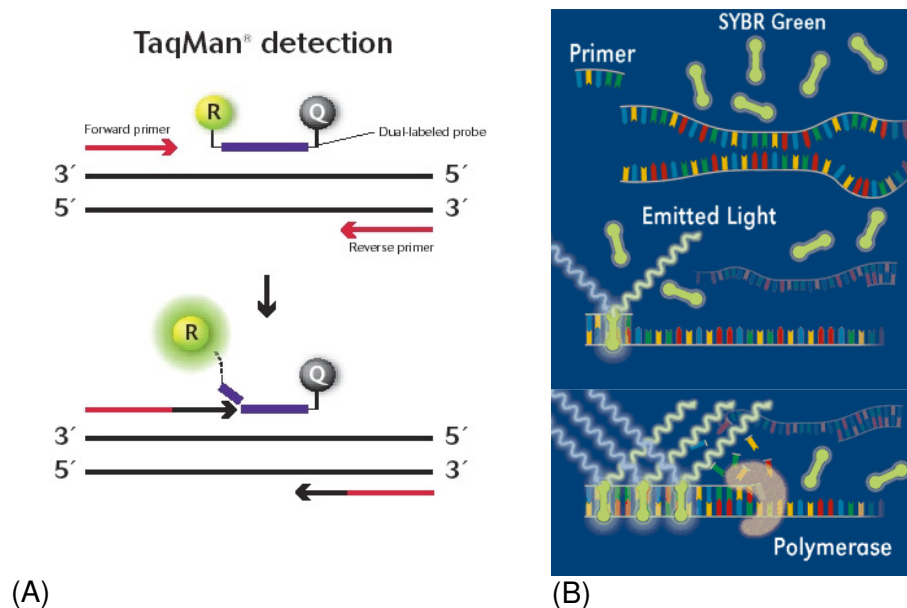 TaqMan® detection
R
Q
Forward primer
Dual-labeled probe
3´ 5´
5´ 3´
Reverse primer
R
Q
3´ 5´
5´ 3´
(A)
SYBR Green
Primer
Emitted Light
Polymerase
(B)